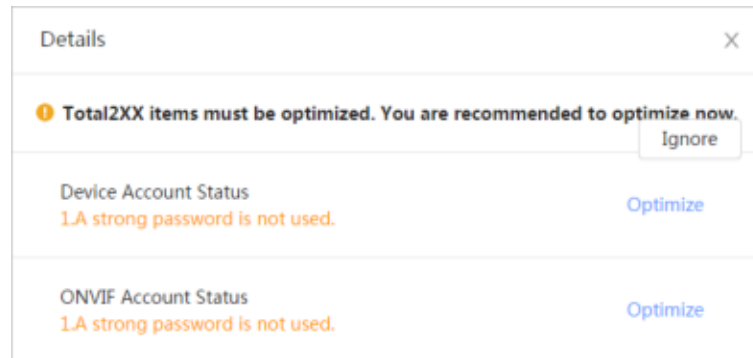 Details
Total2XX items must be optimized. You are recommended to optimize now.
Ignore
Device Account Status
1.A strong password is not used.
Optimize
ONVIF Account Status
1.A strong password is not used.
Optimize